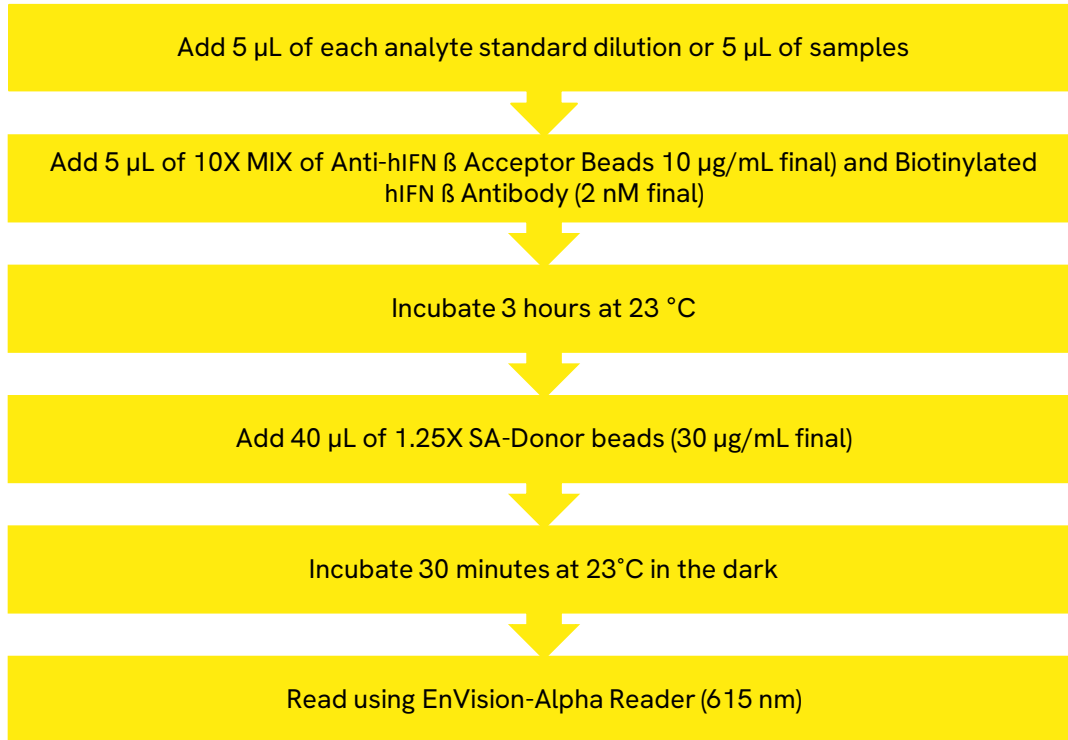 Add 5 µL of each analyte standard dilution or 5 µL of samples
Add 5 µL of 10X MIX of Anti-hIFN ß Acceptor Beads 10 µg/mL final) and Biotinylated
hIFN ß Antibody (2 nM final)
Incubate 3 hours at 23 °C
Add 40 µL of 1.25X SA-Donor beads (30 µg/mL final)
Incubate 30 minutes at 23˚C in the dark
Read using EnVision-Alpha Reader (615 nm)